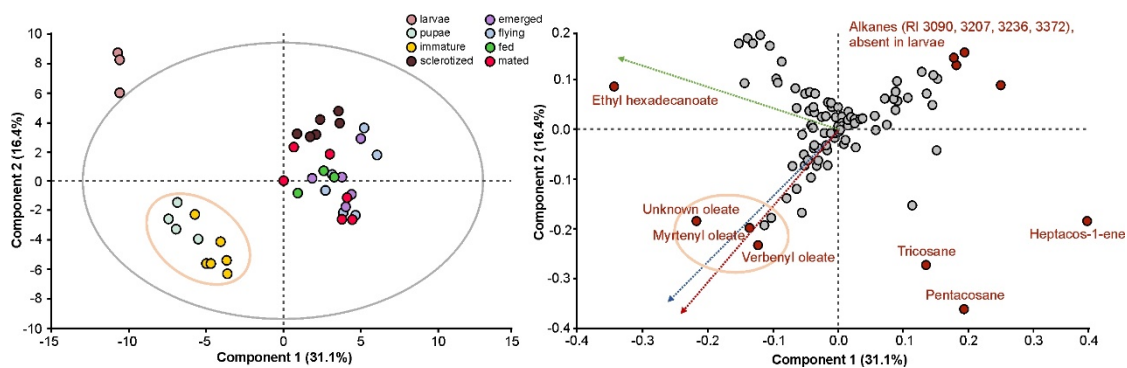 larvae
pupae
immature
sclerotized
emerged
flying
fed
mated
10
8
6
4
2
0
-2
-4
-6
-8
-10
-15
-10
-5
0
5
10
15
Component 2 (16.4%)
Component 1 (31.1%)
Alkanes (RI 3090, 3207, 3236, 3372),
absent in larvae
Ethyl hexadecanoate
Unknown oleate
Myrtenyl oleate
Verbenyl oleate
Heptacos-1-ene
Tricosane
Pentacosane
0.2
0.1
0.0
-0.1
-0.2
-0.3
-0.4
-0.4
-0.3
-0.2
-0.1
0.0
0.1
0.2
0.3
0.4
Component 2 (16.4%)
Component 1 (31.1%)